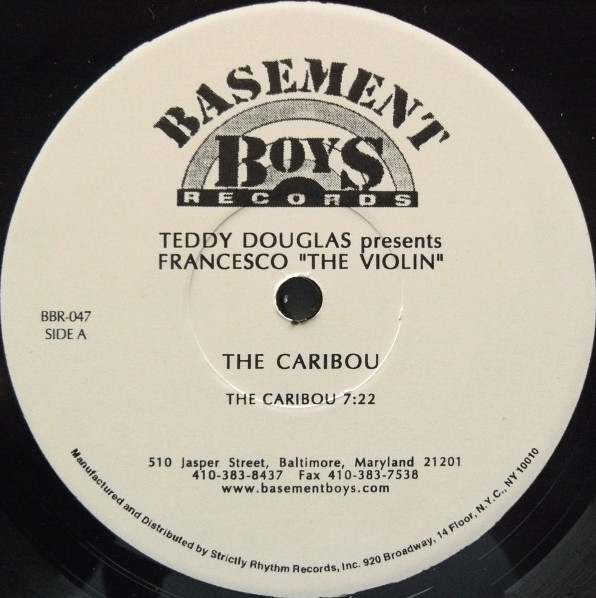 BASEMENT
BOYS
RECORDS
TEDDY DOUGLAS presents
FRANCESCO "THE VIOLIN"
BBR-047
SIDE A
THE CARIBOU
THE CARIBOU 7:22
510 Jasper Street, Baltimore, Maryland 21201
410-383-8437 Fax 410-383-7538
www.basementboys.com
Manufactured and Distributed by Strictly Rhythm Records, Inc. 920 Broadway, 14 Floor, N.Y.C., NY 10010